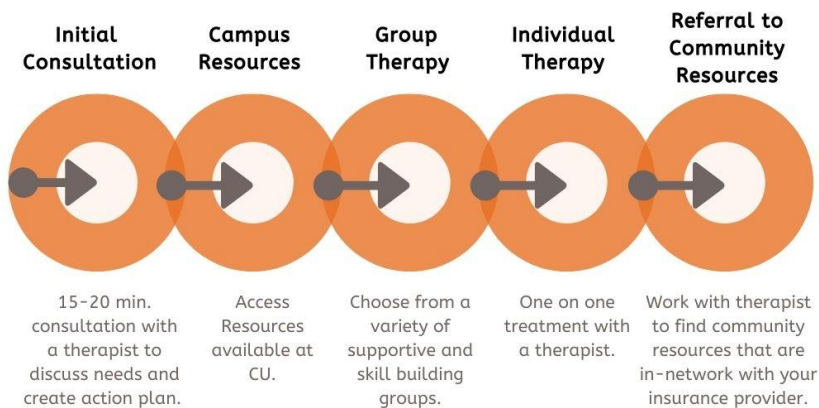 Initial
Consultation
Campus
Resources
Group
Therapy
Individual
Therapy
Referral to
Community
Resources
15-20 min.
consultation with
a therapist to
discuss needs and
create action plan.
Access
Resources
available at
CU.
Choose from a
variety of
supportive and
skill building
groups.
One on one
treatment with
a therapist.
Work with therapist
to find community
resources that are
in-network with your
insurance provider.